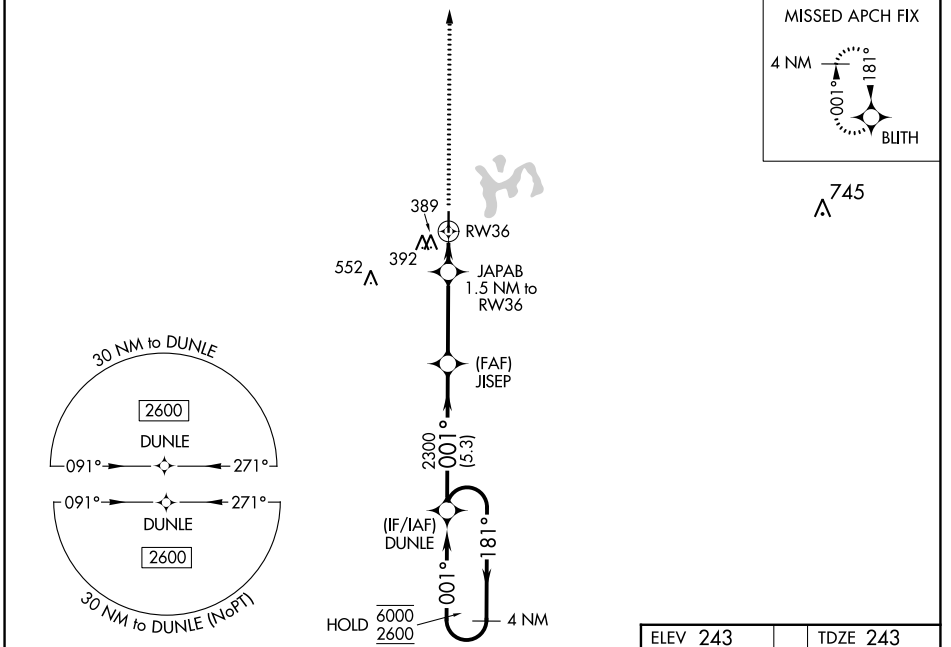 MISSED APCH FIX
4 NM
181°
001°
BLITH
745
389
RW36
392
552
JAPAB
1.5 NM to
RW36
(FAF)
JISEP
2300
001°
(5.3)
(IF/IAF)
DUNLE
181°
001°
HOLD
6000
2600
4 NM
30 NM to DUNLE
2600
DUNLE
091°
271°
091°
271°
DUNLE
2600
30 NM to DUNLE (NoPT)
ELEV 243
TDZE 243